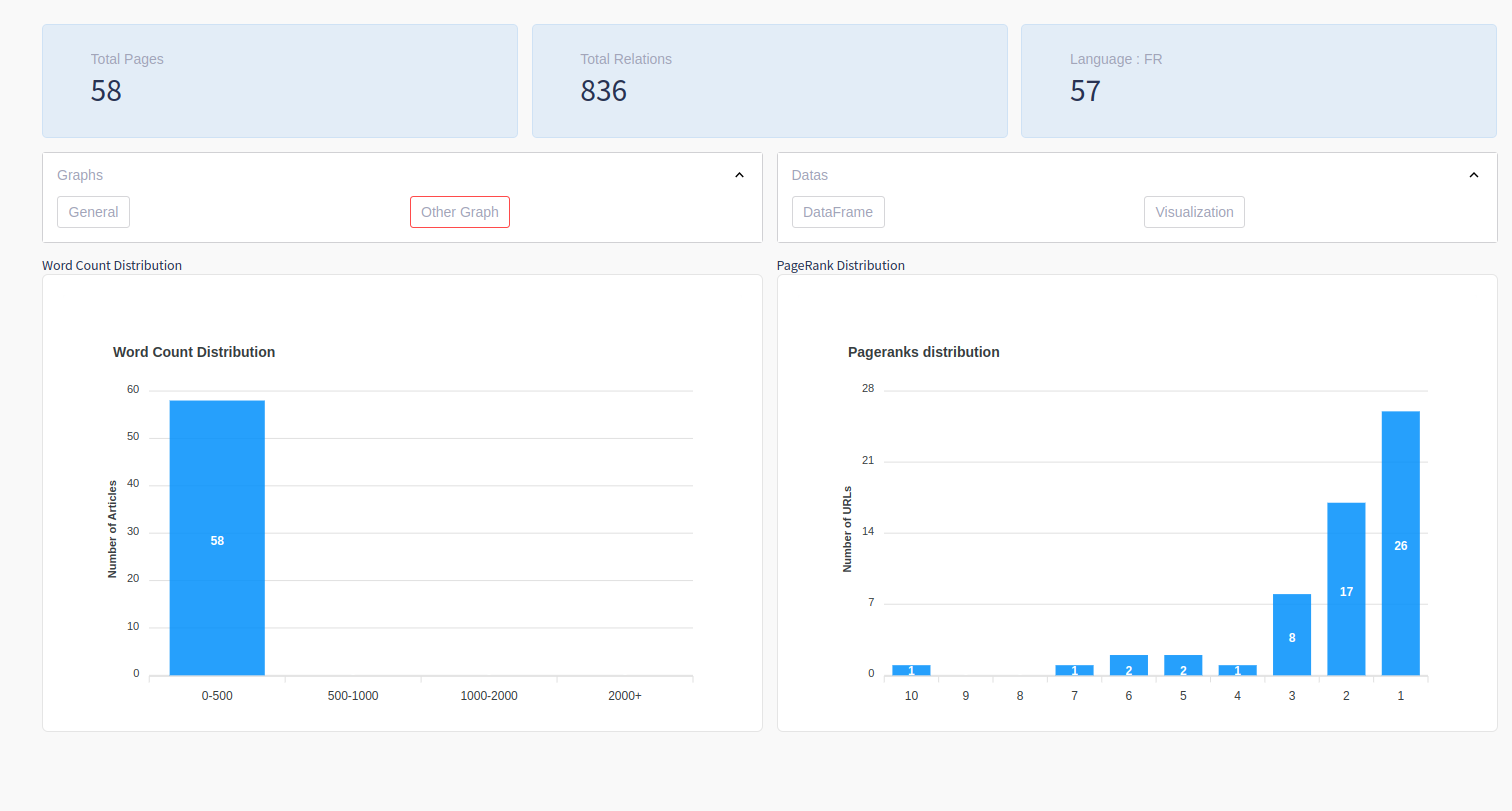 Total Pages
58
Total Relations
836
Language : FR
57
Graphs
General
Other Graph
Datas
DataFrame
Visualization
Word Count Distribution
Word Count Distribution
Number of Articles
60
50
40
30
20
10
0
58
0-500
500-1000
1000-2000
2000+
PageRank Distribution
Pageranks distribution
Number of URLs
28
21
14
7
0
1
1
2
2
1
8
17
26
10
9
8
7
6
5
4
3
2
1